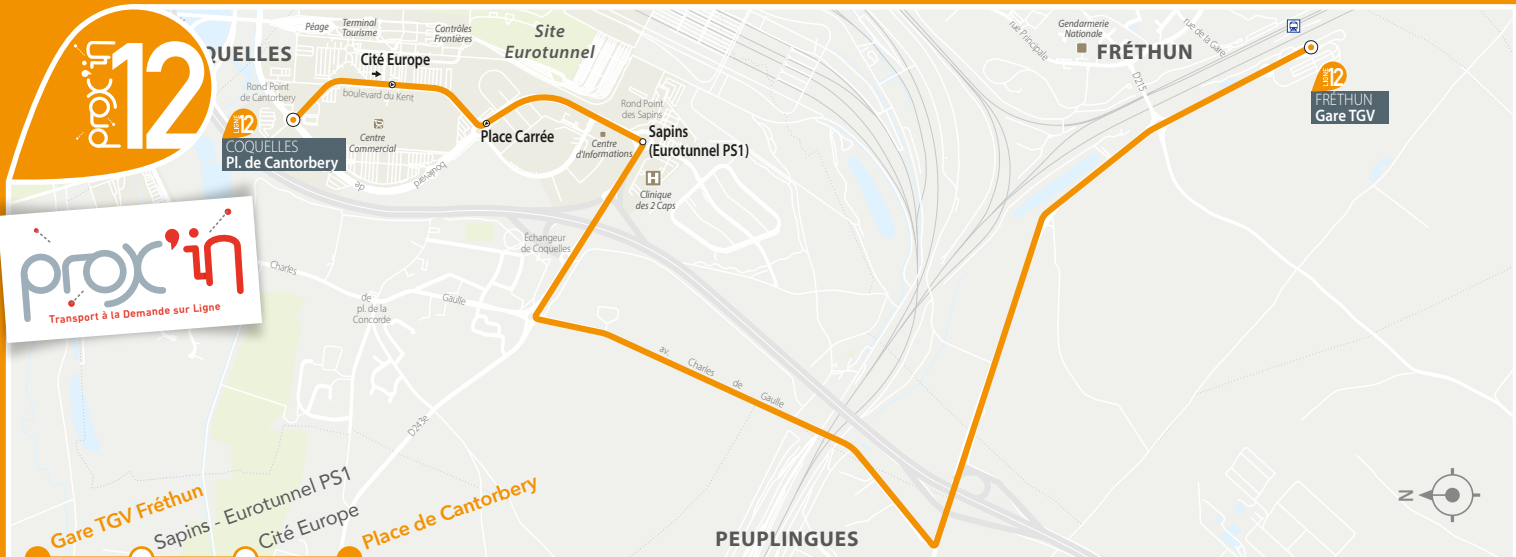 prox'in 12
QUELLES
Péage
Terminal
Tourisme
Contrôles
Frontières
Site
Eurotunnel
Cité Europe
Rond Point
de Cantorbery
boulevard du Kent
LIGNE 12
COQUELLES
Pl. de Cantorbery
Centre
Commercial
Place Carrée
boulevard
de
Rond Point
des Sapins
Centre
d'Informations
Sapins
(Eurotunnel PS1)
H
Clinique
des 2 Caps
rue Principale
Gendarmerie
Nationale
FRÉTHUN
rue de la Gare
D215
LIGNE 12
FRÉTHUN
Gare TGV
prox'in
Transport à la Demande sur Ligne
Échangeur
de Coquelles
Charles
de
Gaulle
pl. de la
Concorde
av. Charles de Gaulle
D243e
Gare TGV Fréthun
Sapins - Eurotunnel PS1
Cité Europe
Place de Cantorbery
PEUPLINGUES
N